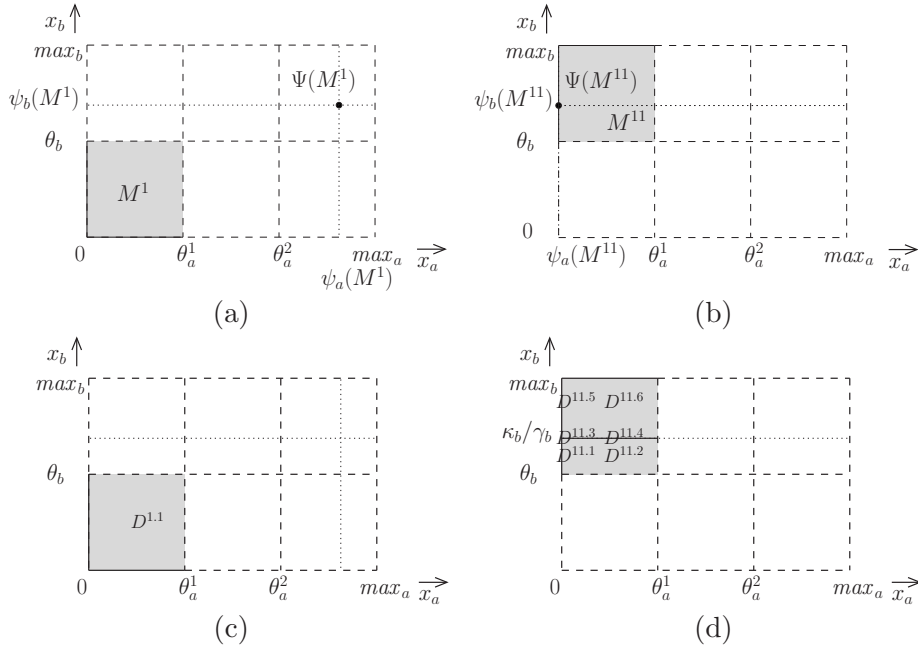 x_b
max_b
ψ_b(M^1)
Ψ(M^1)
θ_b
M^1
0
θ_a^1
θ_a^2
max_a
x_a
ψ_a(M^1)
(a)
x_b
max_b
Ψ(M^11)
ψ_b(M^11)
M^11
θ_b
0
ψ_a(M^11)
θ_a^1
θ_a^2
max_a
x_a
(b)
x_b
max_b
θ_b
D^1.1
0
θ_a^1
θ_a^2
max_a
x_a
(c)
x_b
max_b
D^11.5 D^11.6
κ_b/γ_b D^11.3 D^11.4
D^11.1 D^11.2
θ_b
0
θ_a^1
θ_a^2
max_a
x_a
(d)